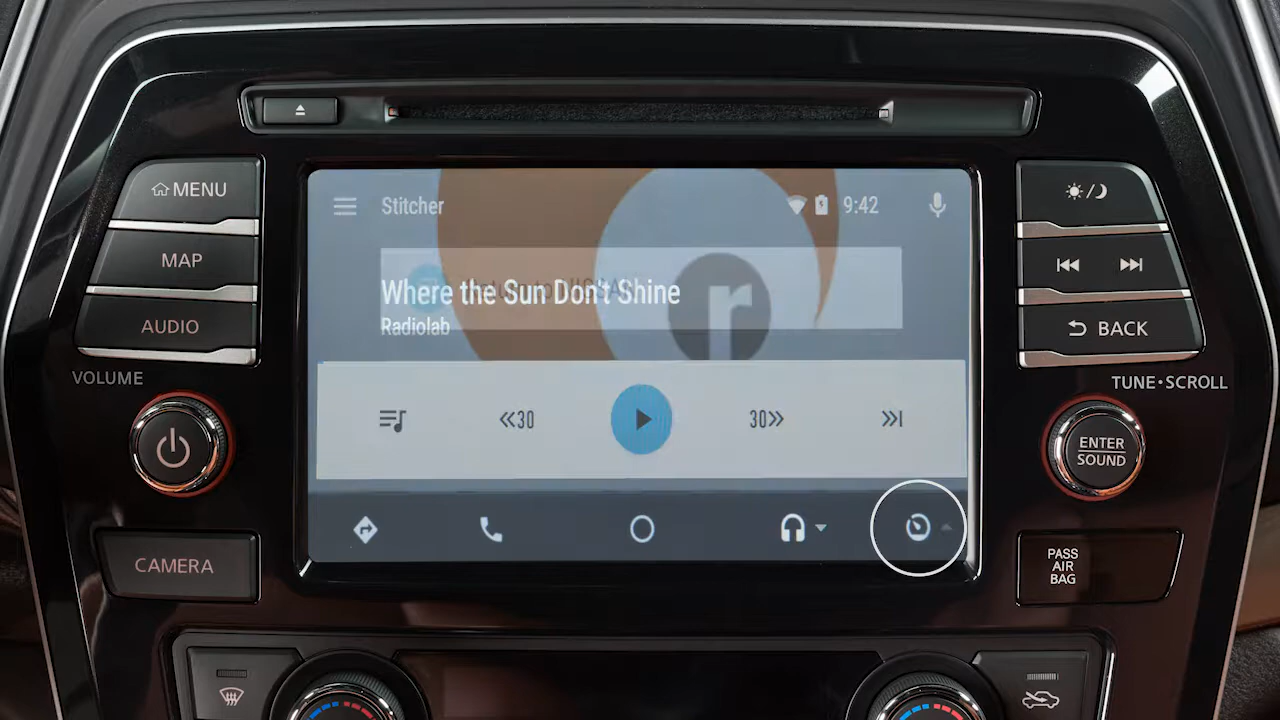 MENU
MAP
AUDIO
VOLUME
CAMERA
Stitcher
9:42
Where the Sun Don't Shine
Radiolab
r
30
30
BACK
TUNE•SCROLL
ENTER
SOUND
PASS
AIR
BAG